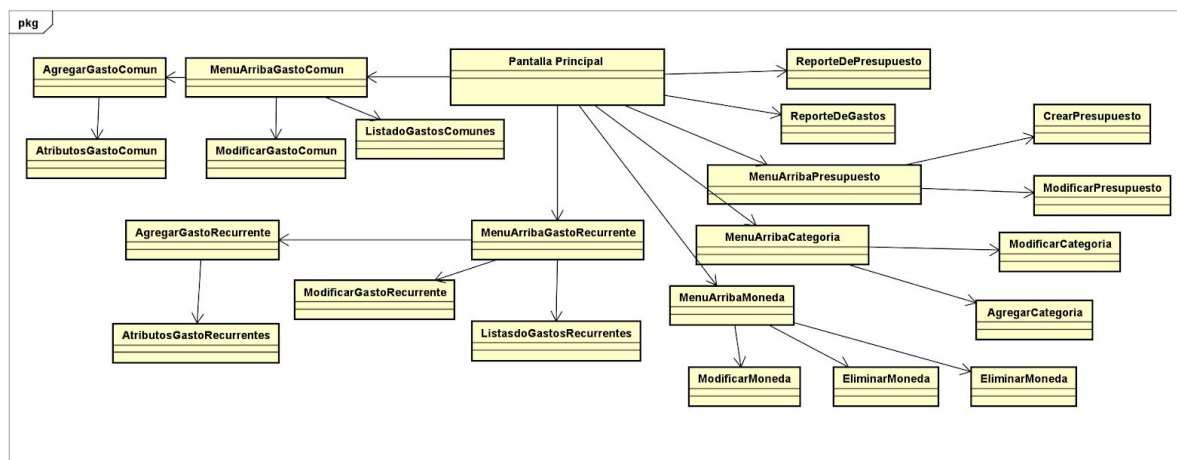 pkg
Pantalla Principal
AgregarGastoComun
MenuArribaGastoComun
ReporteDePresupuesto
ReporteDeGastos
CrearPresupuesto
ListadoGastosComunes
AtributosGastoComun
ModificarGastoComun
MenuArribaPresupuesto
ModificarPresupuesto
AgregarGastoRecurrente
MenuArribaGastoRecurrente
MenuArribaCategoria
ModificarCategoria
ModificarGastoRecurrente
MenuArribaMoneda
AgregarCategoria
AtributosGastoRecurrentes
ListasdoGastosRecurrentes
ModificarMoneda
EliminarMoneda
EliminarMoneda